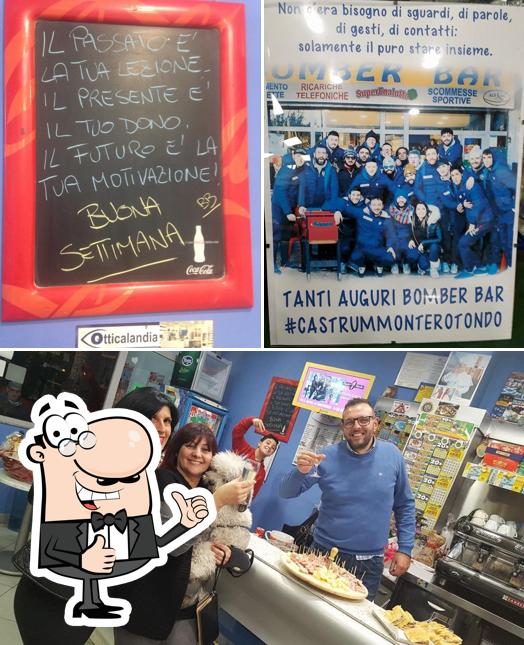 IL PASSATO E'
LA TUA LEZIONE.
IL PRESENTE E'
IL TUO DONO.
IL FUTURO E' LA
TUA MOTIVAZIONE!
BUONA
SETTIMANA
Coca-Cola
Otticalandia
Non c'era bisogno di sguardi, di parole,
di gesti, di contatti:
solamente il puro stare insieme.
BOMBER BAR
RICARICHE
TELEFONICHE
SuperEnalotto
SCOMMESSE
SPORTIVE
TANTI AUGURI BOMBER BAR
#CASTRUMMONTEROTONDO